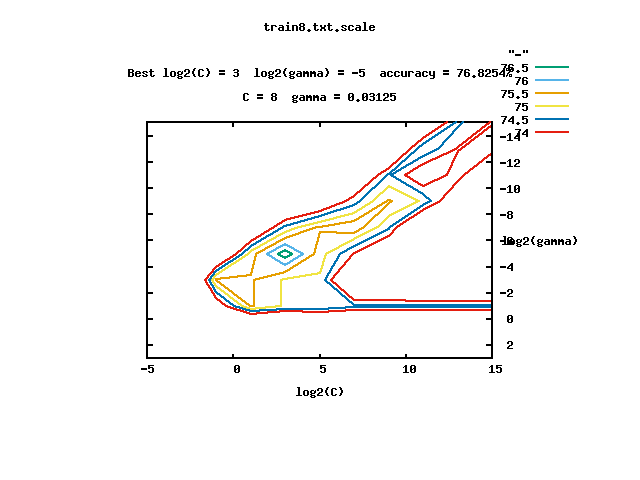 train8.txt.scale
"-"
Best log2(C) = 3  log2(gamma) = -5  accuracy = 76.8254%
76.5
76
C = 8  gamma = 0.03125
75.5
75
74.5
74
-14
-12
-10
-8
-6
log2(gamma)
-4
-2
0
2
-5 0 5 10 15
log2(C)